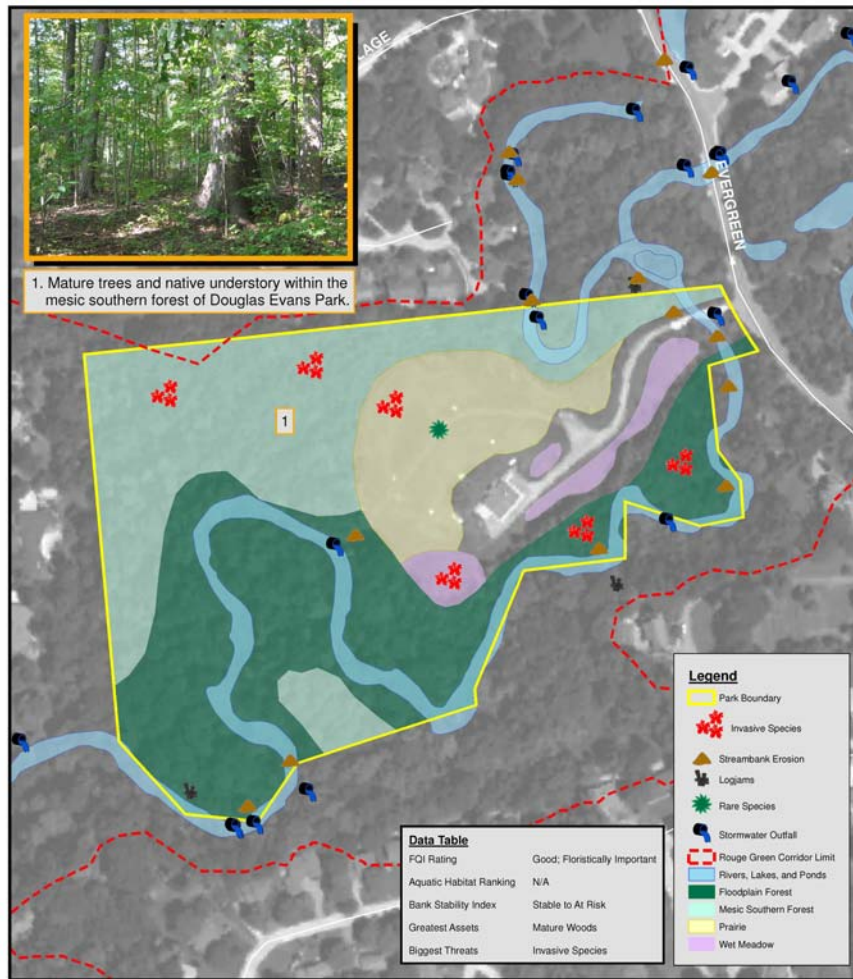 LAGE
EVERGREEN
1. Mature trees and native understory within the
mesic southern forest of Douglas Evans Park.
1
Legend
Park Boundary
Invasive Species
Streambank Erosion
Logjams
Rare Species
Stormwater Outfall
Rouge Green Corridor Limit
Rivers, Lakes, and Ponds
Floodplain Forest
Mesic Southern Forest
Prairie
Wet Meadow
Data Table
FQI Rating Good; Floristically Important
Aquatic Habitat Ranking N/A
Bank Stability Index Stable to At Risk
Greatest Assets Mature Woods
Biggest Threats Invasive Species